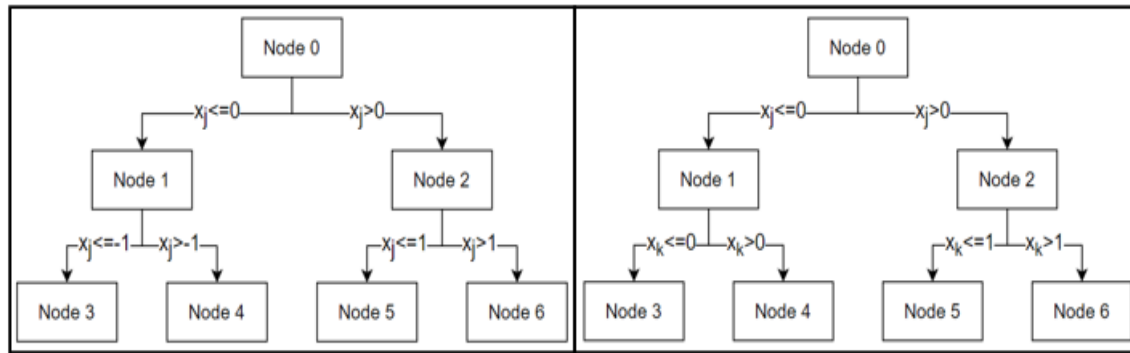 Node 0
x_j<=0 x_j>0
Node 1 Node 2
x_j<=-1 x_j>-1 x_j<=1 x_j>1
Node 3 Node 4 Node 5 Node 6
Node 0
x_j<=0 x_j>0
Node 1 Node 2
x_k<=0 x_k>0 x_k<=1 x_k>1
Node 3 Node 4 Node 5 Node 6